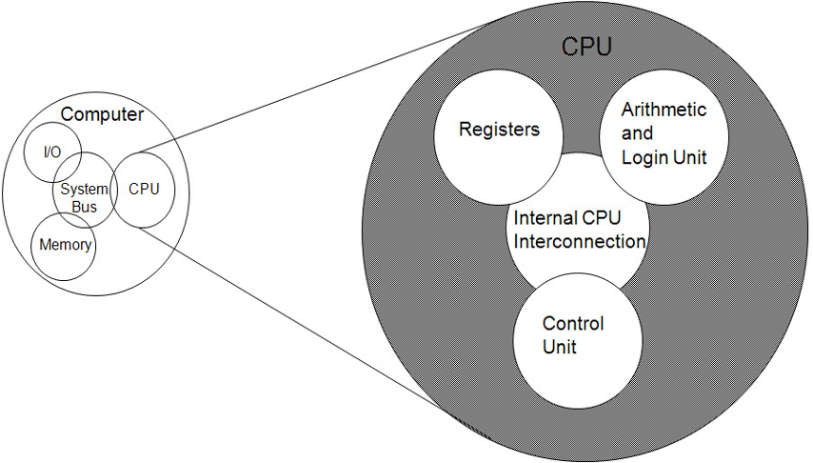 Computer
I/O
System
Bus
CPU
Memory
CPU
Registers
Arithmetic
and
Login Unit
Internal CPU
Interconnection
Control
Unit